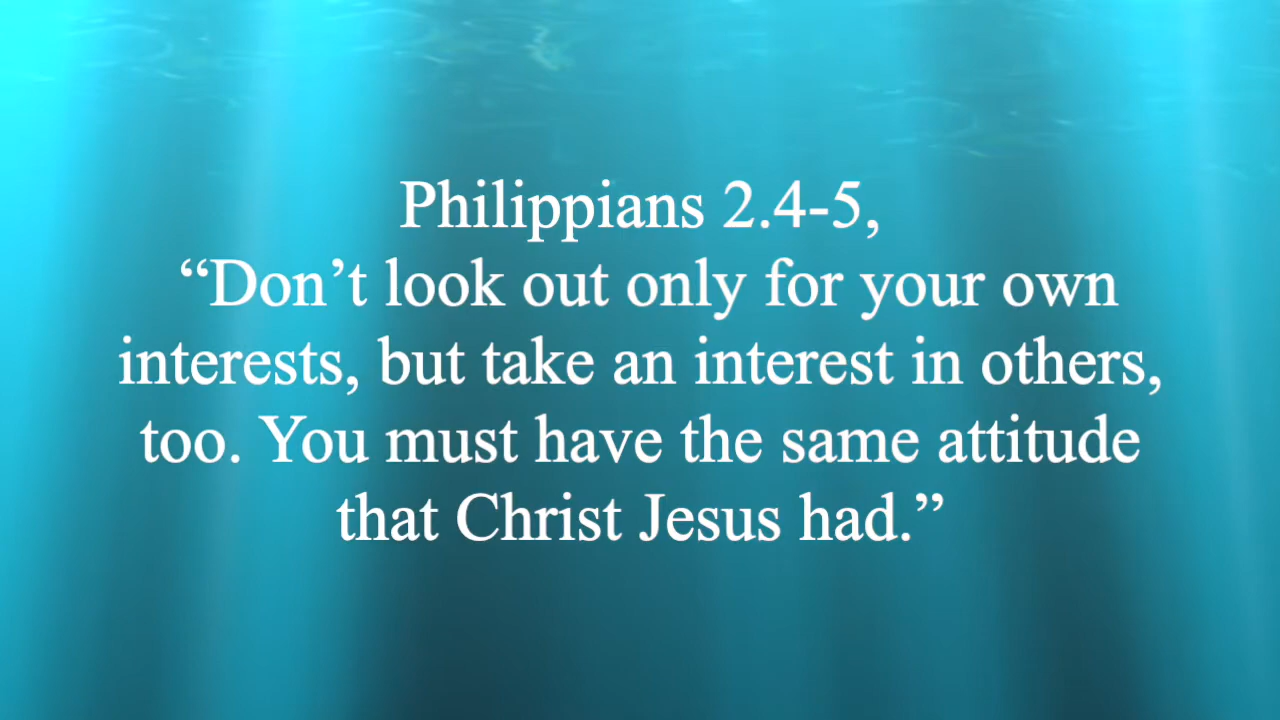 Philippians 2.4-5,
“Don’t look out only for your own
interests, but take an interest in others,
too. You must have the same attitude
that Christ Jesus had.”